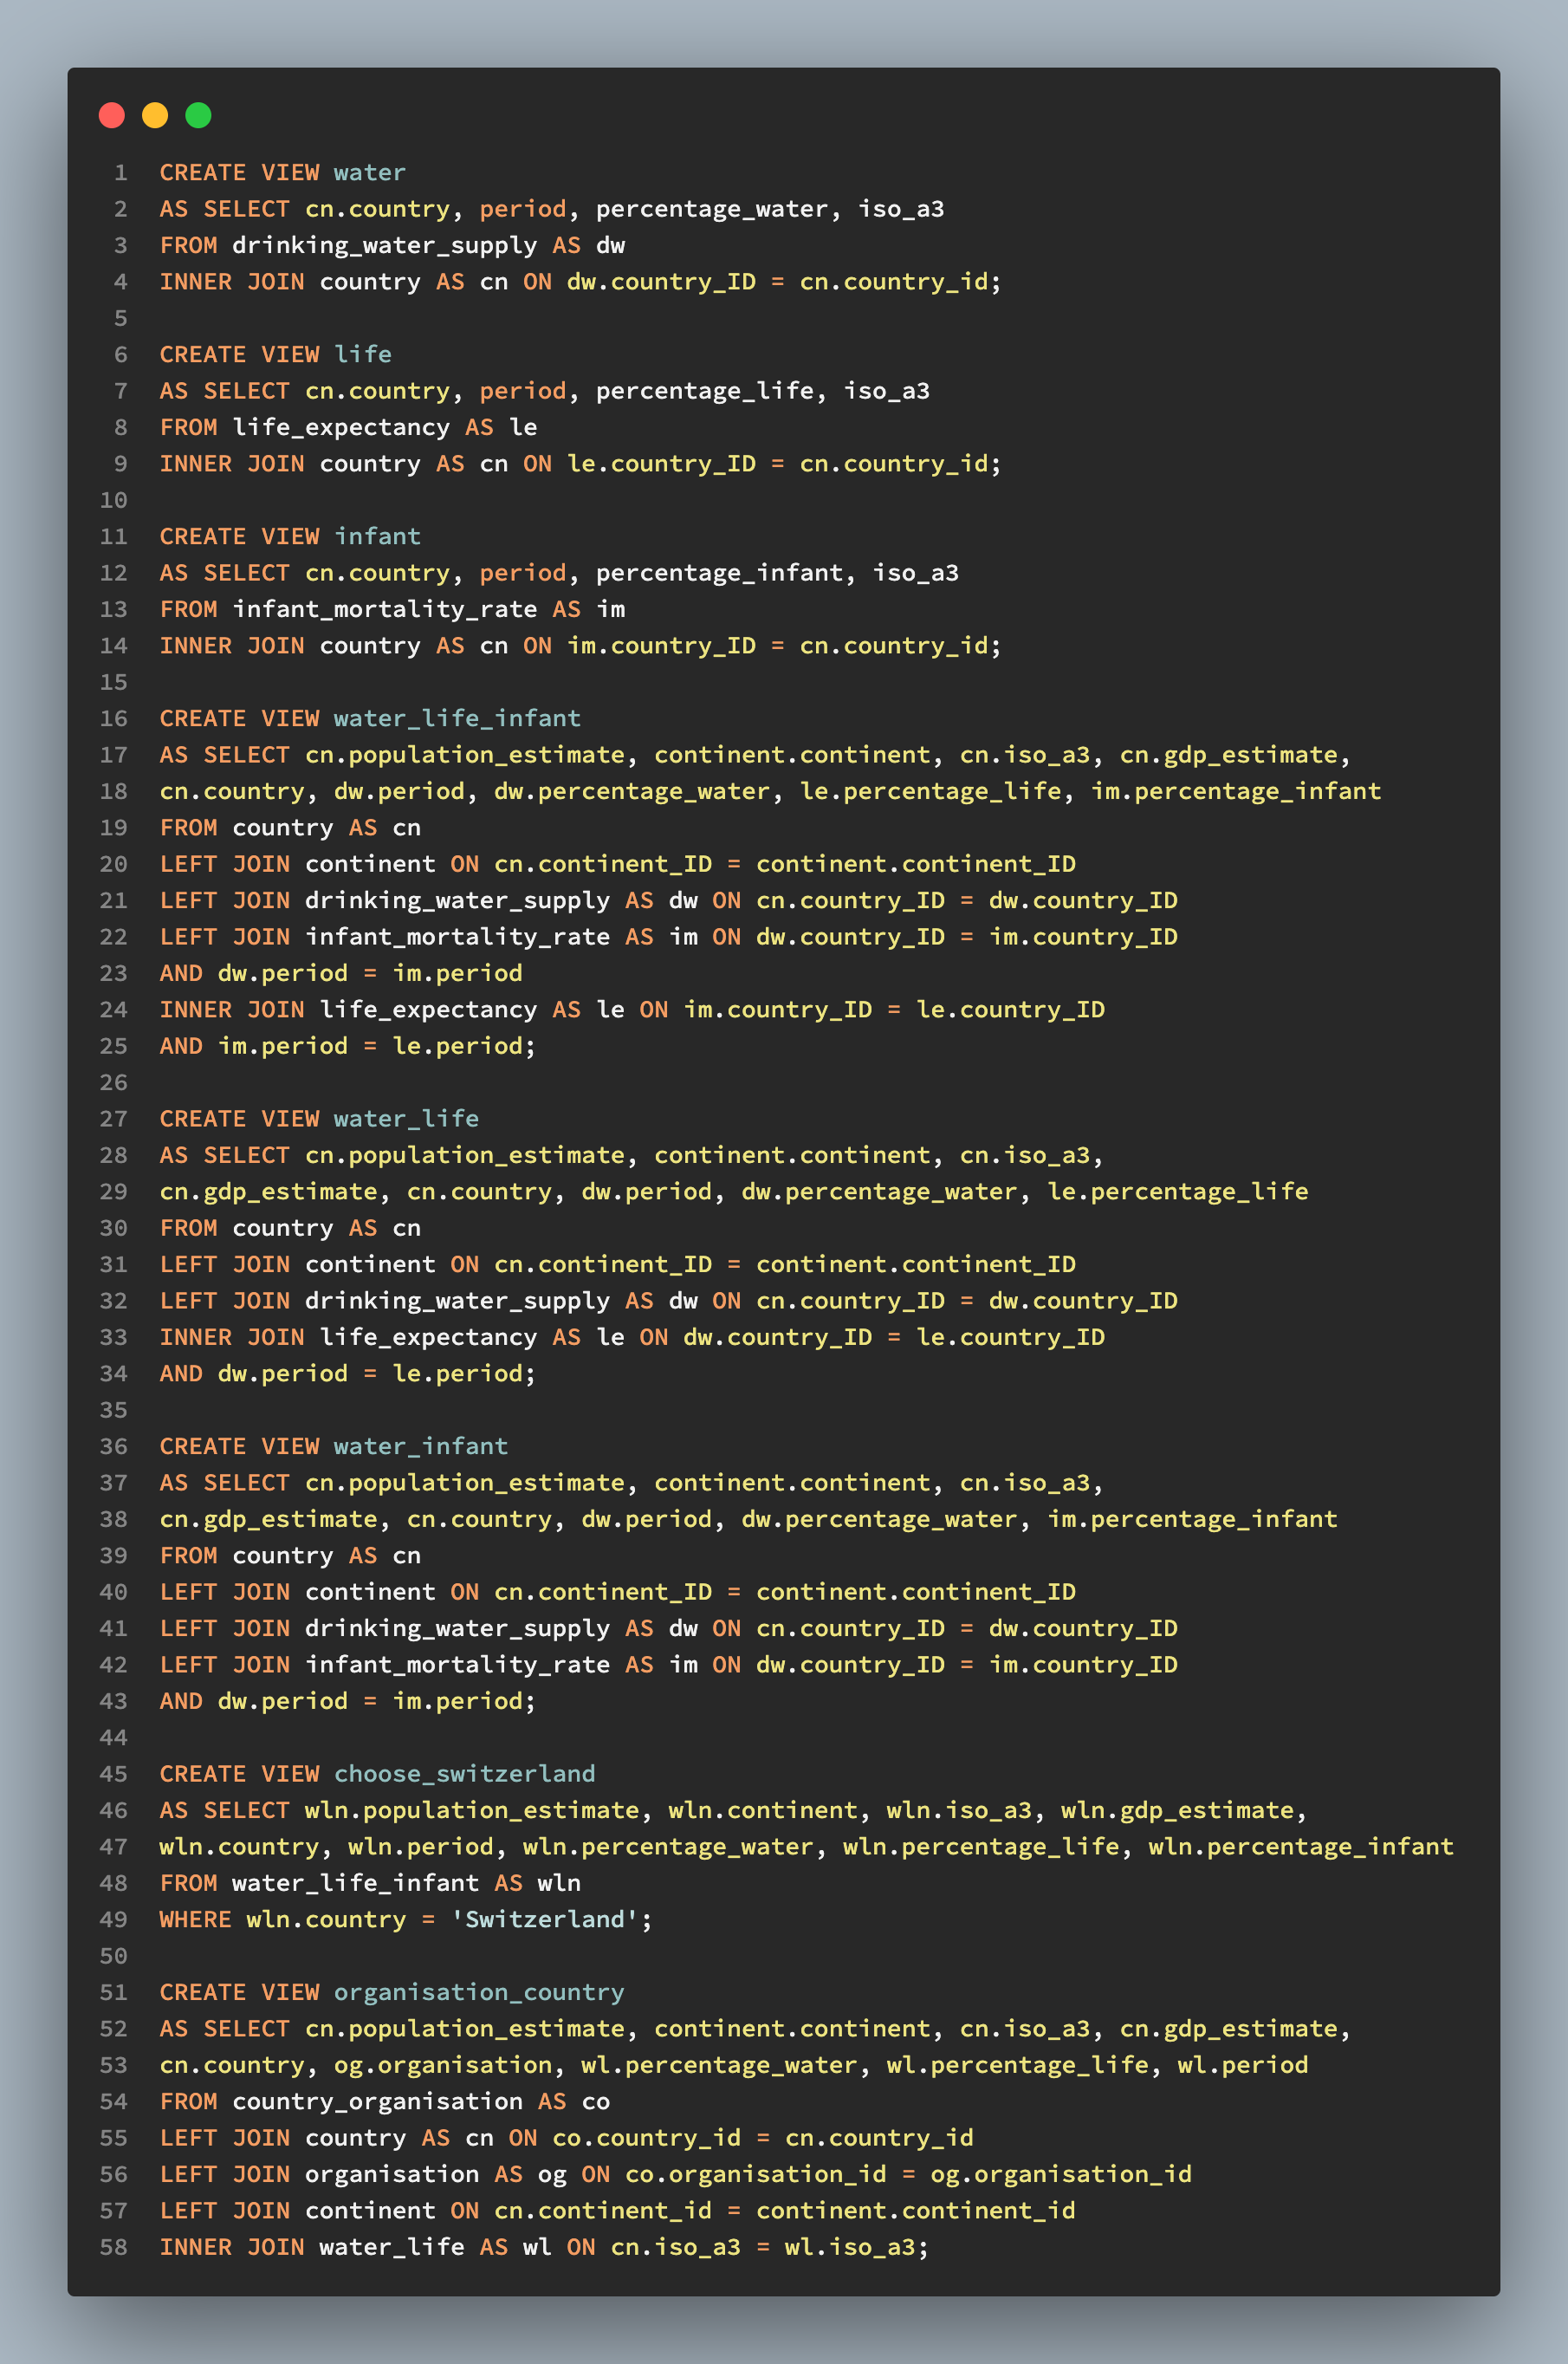 1 CREATE VIEW water
2 AS SELECT cn.country, period, percentage_water, iso_a3
3 FROM drinking_water_supply AS dw
4 INNER JOIN country AS cn ON dw.country_ID = cn.country_id;
5
6 CREATE VIEW life
7 AS SELECT cn.country, period, percentage_life, iso_a3
8 FROM life_expectancy AS le
9 INNER JOIN country AS cn ON le.country_ID = cn.country_id;
10
11 CREATE VIEW infant
12 AS SELECT cn.country, period, percentage_infant, iso_a3
13 FROM infant_mortality_rate AS im
14 INNER JOIN country AS cn ON im.country_ID = cn.country_id;
15
16 CREATE VIEW water_life_infant
17 AS SELECT cn.population_estimate, continent.continent, cn.iso_a3, cn.gdp_estimate,
18 cn.country, dw.period, dw.percentage_water, le.percentage_life, im.percentage_infant
19 FROM country AS cn
20 LEFT JOIN continent ON cn.continent_ID = continent.continent_ID
21 LEFT JOIN drinking_water_supply AS dw ON cn.country_ID = dw.country_ID
22 LEFT JOIN infant_mortality_rate AS im ON dw.country_ID = im.country_ID
23 AND dw.period = im.period
24 INNER JOIN life_expectancy AS le ON im.country_ID = le.country_ID
25 AND im.period = le.period;
26
27 CREATE VIEW water_life
28 AS SELECT cn.population_estimate, continent.continent, cn.iso_a3,
29 cn.gdp_estimate, cn.country, dw.period, dw.percentage_water, le.percentage_life
30 FROM country AS cn
31 LEFT JOIN continent ON cn.continent_ID = continent.continent_ID
32 LEFT JOIN drinking_water_supply AS dw ON cn.country_ID = dw.country_ID
33 INNER JOIN life_expectancy AS le ON dw.country_ID = le.country_ID
34 AND dw.period = le.period;
35
36 CREATE VIEW water_infant
37 AS SELECT cn.population_estimate, continent.continent, cn.iso_a3,
38 cn.gdp_estimate, cn.country, dw.period, dw.percentage_water, im.percentage_infant
39 FROM country AS cn
40 LEFT JOIN continent ON cn.continent_ID = continent.continent_ID
41 LEFT JOIN drinking_water_supply AS dw ON cn.country_ID = dw.country_ID
42 LEFT JOIN infant_mortality_rate AS im ON dw.country_ID = im.country_ID
43 AND dw.period = im.period;
44
45 CREATE VIEW choose_switzerland
46 AS SELECT wln.population_estimate, wln.continent, wln.iso_a3, wln.gdp_estimate,
47 wln.country, wln.period, wln.percentage_water, wln.percentage_life, wln.percentage_infant
48 FROM water_life_infant AS wln
49 WHERE wln.country = 'Switzerland';
50
51 CREATE VIEW organisation_country
52 AS SELECT cn.population_estimate, continent.continent, cn.iso_a3, cn.gdp_estimate,
53 cn.country, og.organisation, wl.percentage_water, wl.percentage_life, wl.period
54 FROM country_organisation AS co
55 LEFT JOIN country AS cn ON co.country_id = cn.country_id
56 LEFT JOIN organisation AS og ON co.organisation_id = og.organisation_id
57 LEFT JOIN continent ON cn.continent_id = continent.continent_id
58 INNER JOIN water_life AS wl ON cn.iso_a3 = wl.iso_a3;